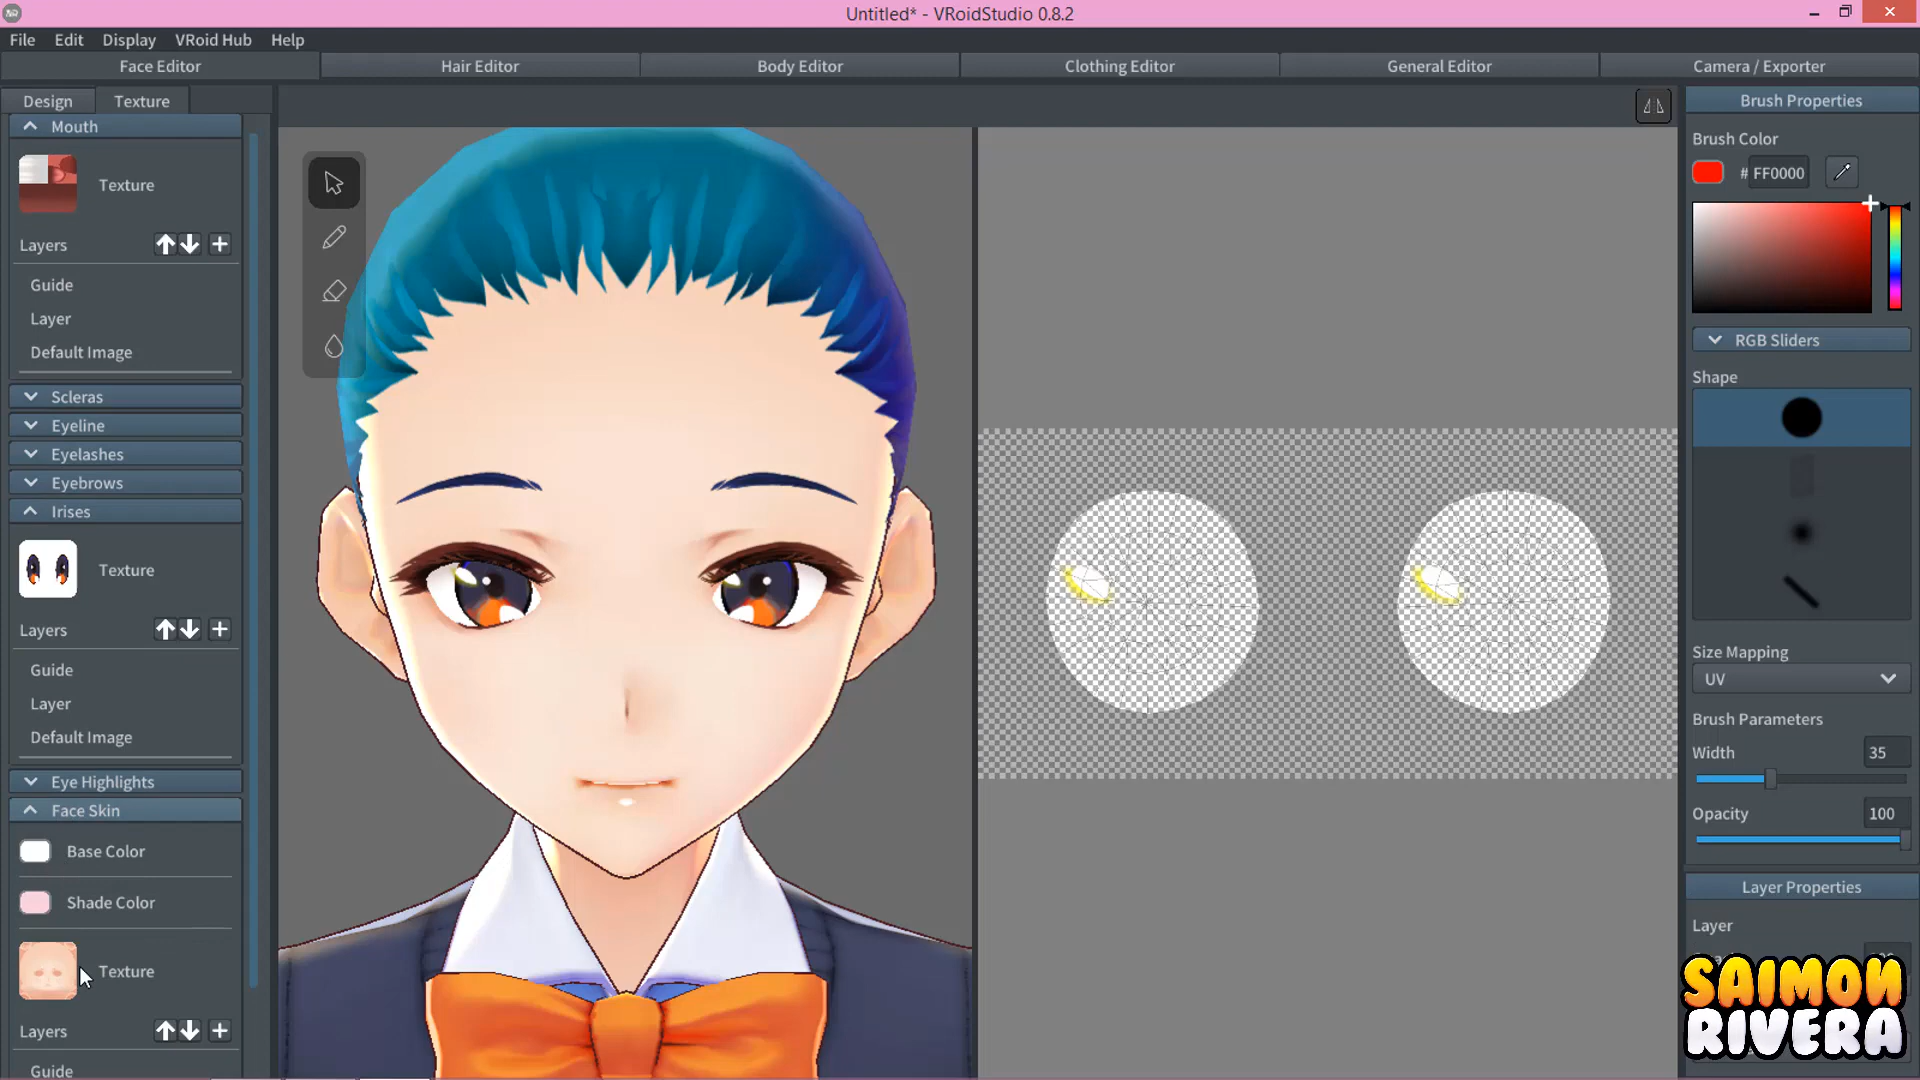 Untitled* - VRoidStudio 0.8.2
File Edit Display VRoid Hub Help
Face Editor Hair Editor Body Editor Clothing Editor General Editor Camera / Exporter
Design Texture
Mouth
Texture
Layers
Guide
Layer
Default Image
Scleras
Eyeline
Eyelashes
Eyebrows
Irises
Texture
Layers
Guide
Layer
Default Image
Eye Highlights
Face Skin
Base Color
Shade Color
Texture
Layers
Guide
Brush Properties
Brush Color
# FF0000
RGB Sliders
Shape
Size Mapping
UV
Brush Parameters
Width 35
Opacity 100
Layer Properties
Layer
SAIMON
RIVERA